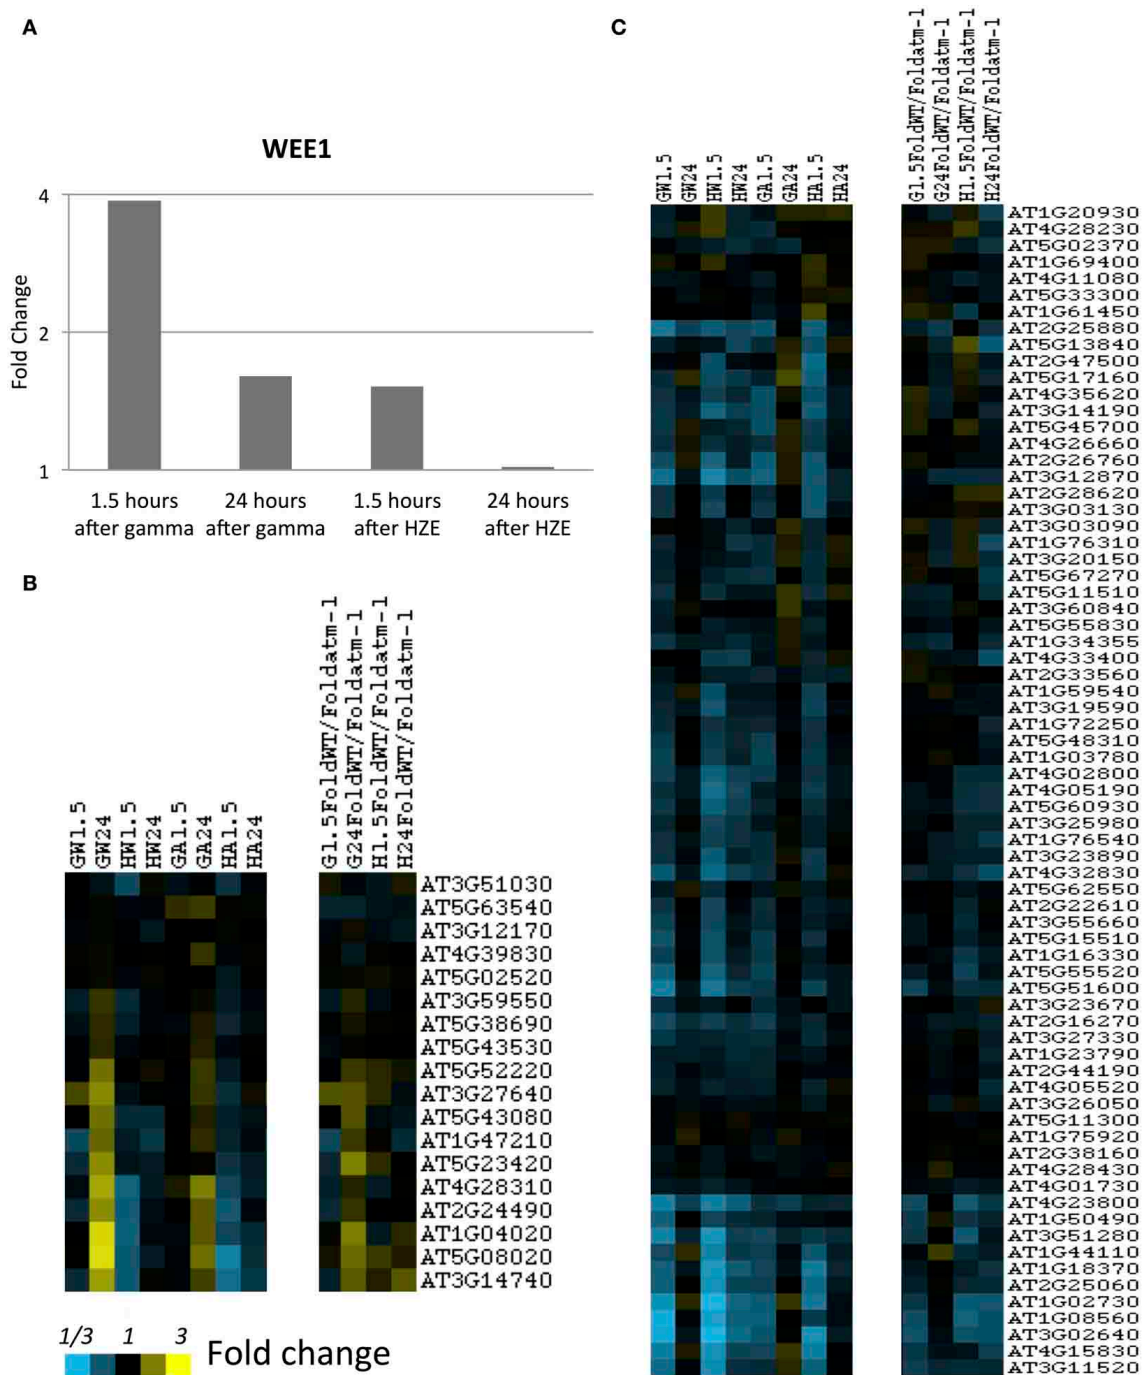 A
WEE1
Fold Change
4
2
1
1.5 hours after gamma
24 hours after gamma
1.5 hours after HZE
24 hours after HZE
B
GW1.5
GW24
HW1.5
HW24
GA1.5
GA24
HA1.5
HA24
G1.5FoldWT/Foldatm-1
G24FoldWT/Foldatm-1
H1.5FoldWT/Foldatm-1
H24FoldWT/Foldatm-1
AT3G51030
AT5G63540
AT3G12170
AT4G39830
AT5G02520
AT3G59550
AT5G38690
AT5G43530
AT5G52220
AT3G27640
AT5G43080
AT1G47210
AT5G23420
AT4G28310
AT2G24490
AT1G04020
AT5G08020
AT3G14740
1/3 1 3 Fold change
C
GW1.5
GW24
HW1.5
HW24
GA1.5
GA24
HA1.5
HA24
G1.5FoldWT/Foldatm-1
G24FoldWT/Foldatm-1
H1.5FoldWT/Foldatm-1
H24FoldWT/Foldatm-1
AT1G20930
AT4G28230
AT5G02370
AT1G69400
AT4G11080
AT5G33300
AT1G61450
AT2G25880
AT5G13840
AT2G47500
AT5G17160
AT4G35620
AT3G14190
AT5G45700
AT4G26660
AT2G26760
AT3G12870
AT2G28620
AT3G03130
AT3G03090
AT1G76310
AT3G20150
AT5G67270
AT5G11510
AT3G60840
AT5G55830
AT1G34355
AT4G33400
AT2G33560
AT1G59540
AT3G19590
AT1G72250
AT5G48310
AT1G03780
AT4G02800
AT4G05190
AT5G60930
AT3G25980
AT1G76540
AT3G23890
AT4G32830
AT5G62550
AT2G22610
AT3G55660
AT5G15510
AT1G16330
AT5G55520
AT5G51600
AT3G23670
AT2G16270
AT3G27330
AT1G23790
AT2G44190
AT4G05520
AT3G26050
AT5G11300
AT1G75920
AT2G38160
AT4G28430
AT4G01730
AT4G23800
AT1G50490
AT3G51280
AT1G44110
AT1G18370
AT2G25060
AT1G02730
AT1G08560
AT3G02640
AT4G15830
AT3G11520